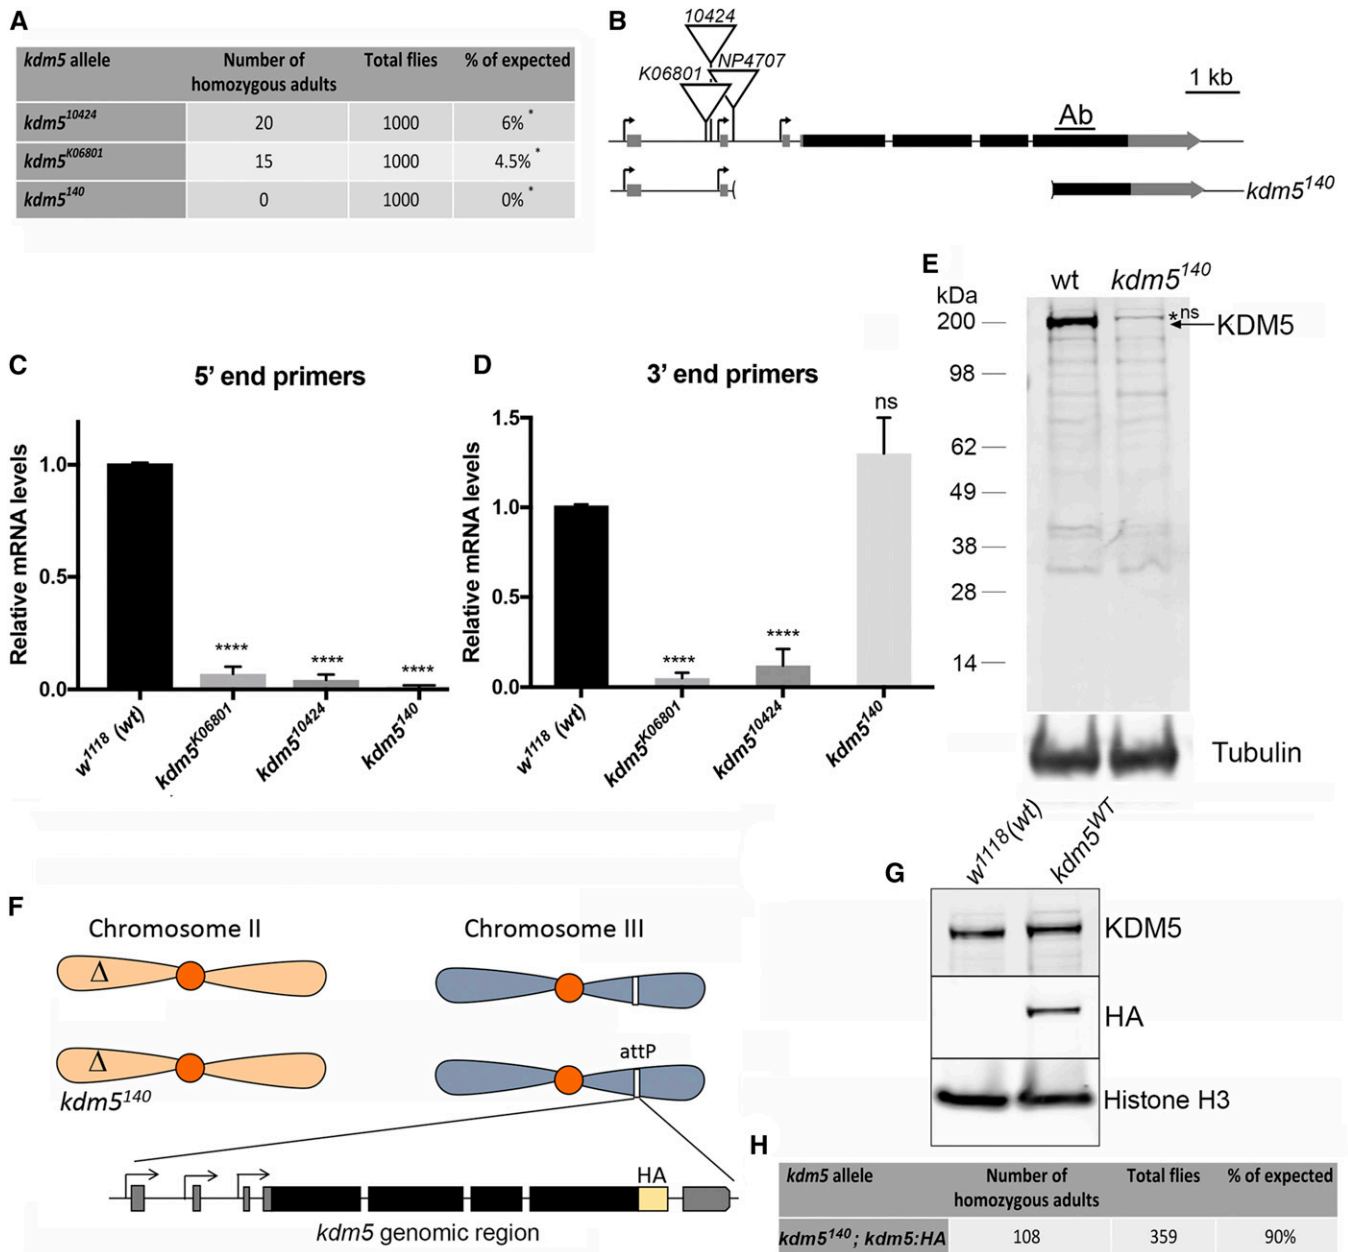 A
kdm5 allele Number of homozygous adults Total flies % of expected
kdm5^10424 20 1000 6% *
kdm5^K06801 15 1000 4.5% *
kdm5^140 0 1000 0% *
B
10424
K06801 NP4707
1 kb
Ab
kdm5^140
C
5' end primers
Relative mRNA levels
1.0
0.5
0.0
****
****
****
w^1118 (wt)
kdm5^K06801
kdm5^10424
kdm5^140
D
3' end primers
Relative mRNA levels
1.5
1.0
0.5
0.0
****
****
ns
w^1118 (wt)
kdm5^K06801
kdm5^10424
kdm5^140
E
wt kdm5^140
kDa
200
98
62
49
38
28
14
*ns
KDM5
Tubulin
F
Chromosome II
Chromosome III
Δ
Δ
kdm5^140
attP
HA
kdm5 genomic region
G
w^1118(wt)
kdm5^WT
KDM5
HA
Histone H3
H
kdm5 allele Number of homozygous adults Total flies % of expected
kdm5^140; kdm5:HA 108 359 90%